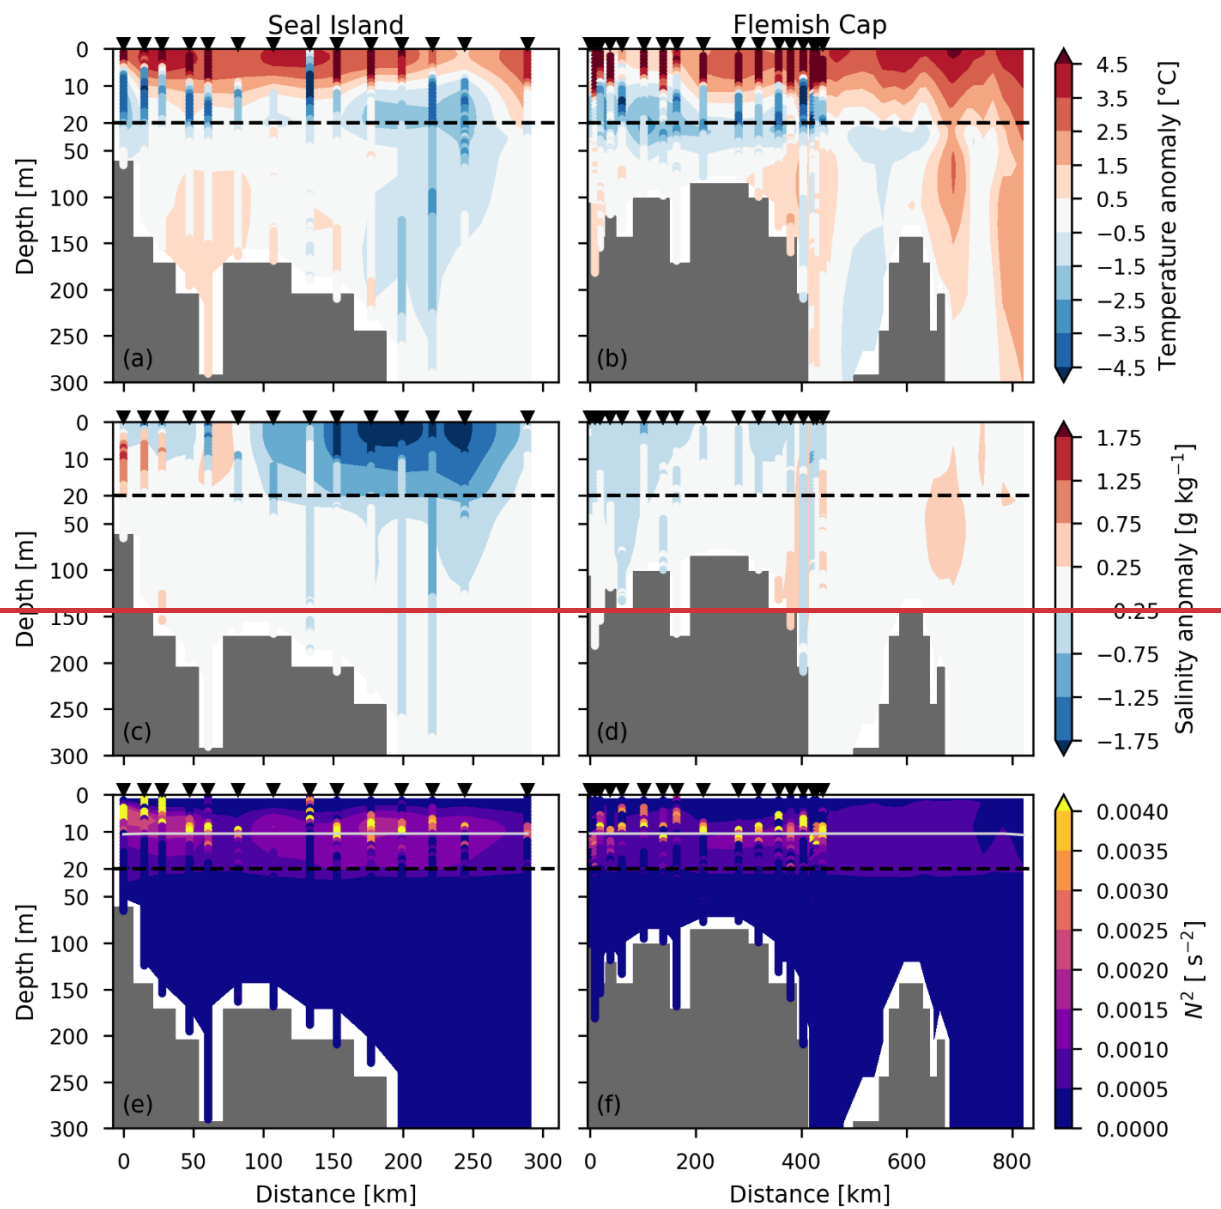 Seal Island
Flemish Cap
0
10
20
50
100
150
200
250
300
Depth [m]
(a)
(b)
4.5
3.5
2.5
1.5
0.5
−0.5
−1.5
−2.5
−3.5
−4.5
Temperature anomaly [°C]
0
10
20
50
100
150
200
250
300
Depth [m]
(c)
(d)
1.75
1.25
0.75
0.25
−0.75
−1.25
−1.75
Salinity anomaly [g kg⁻¹]
0
10
20
50
100
150
200
250
300
Depth [m]
(e)
(f)
0.0040
0.0035
0.0030
0.0025
0.0020
0.0015
0.0010
0.0005
0.0000
N² [ s⁻²]
0 50 100 150 200 250 300
0 200 400 600 800
Distance [km]
Distance [km]